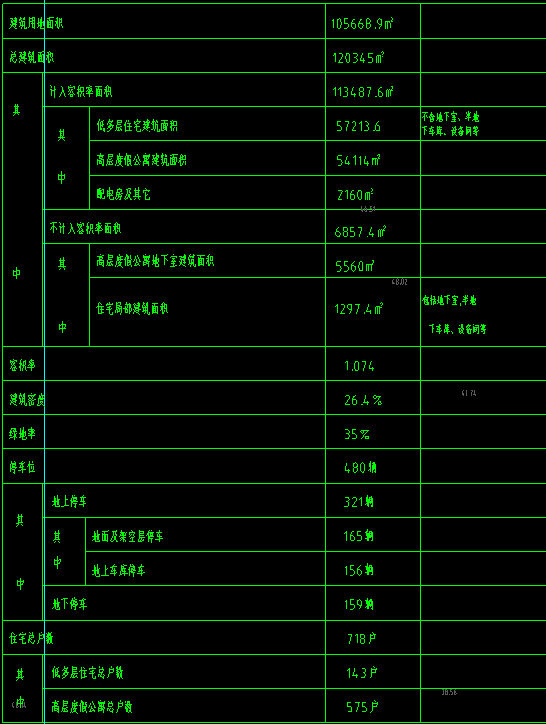 建筑用地面积 105668.9㎡
总建筑面积 120345㎡
其中
计入容积率面积 113487.6㎡
其中
低多层住宅建筑面积 57213.6 不含地下室、半地
下车库、设备间等
高层度假公寓建筑面积 54114㎡
配电房及其它 2160㎡
不计入容积率面积 6857.4㎡
其中
高层度假公寓地下室建筑面积 5560㎡
48.02
住宅局部建筑面积 1297.4㎡ 包括地下室,半地
下车库、设备间等
容积率 1.074
建筑密度 26.4%
绿地率 35%
停车位 480辆
其中
地上停车 321辆
其中
地面及架空层停车 165辆
地上车库停车 156辆
地下停车 159辆
住宅总户数 718户
其中
低多层住宅总户数 143户
高层度假公寓总户数 575户